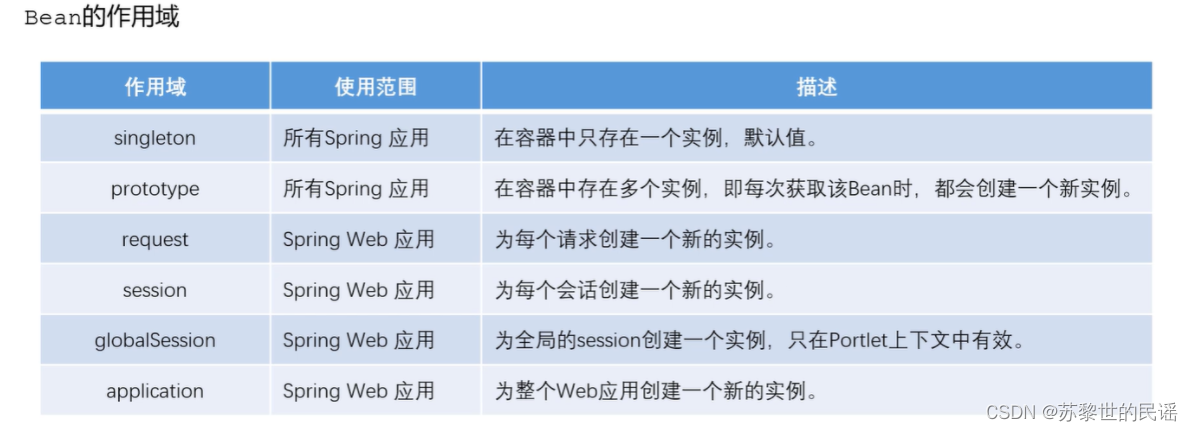 Bean的作用域
作用域 使用范围 描述
singleton 所有Spring 应用 在容器中只存在一个实例，默认值。
prototype 所有Spring 应用 在容器中存在多个实例，即每次获取该Bean时，都会创建一个新实例。
request Spring Web 应用 为每个请求创建一个新的实例。
session Spring Web 应用 为每个会话创建一个新的实例。
globalSession Spring Web 应用 为全局的session创建一个实例，只在Portlet上下文中有效。
application Spring Web 应用 为整个Web应用创建一个新的实例。
CSDN @苏黎世的民谣